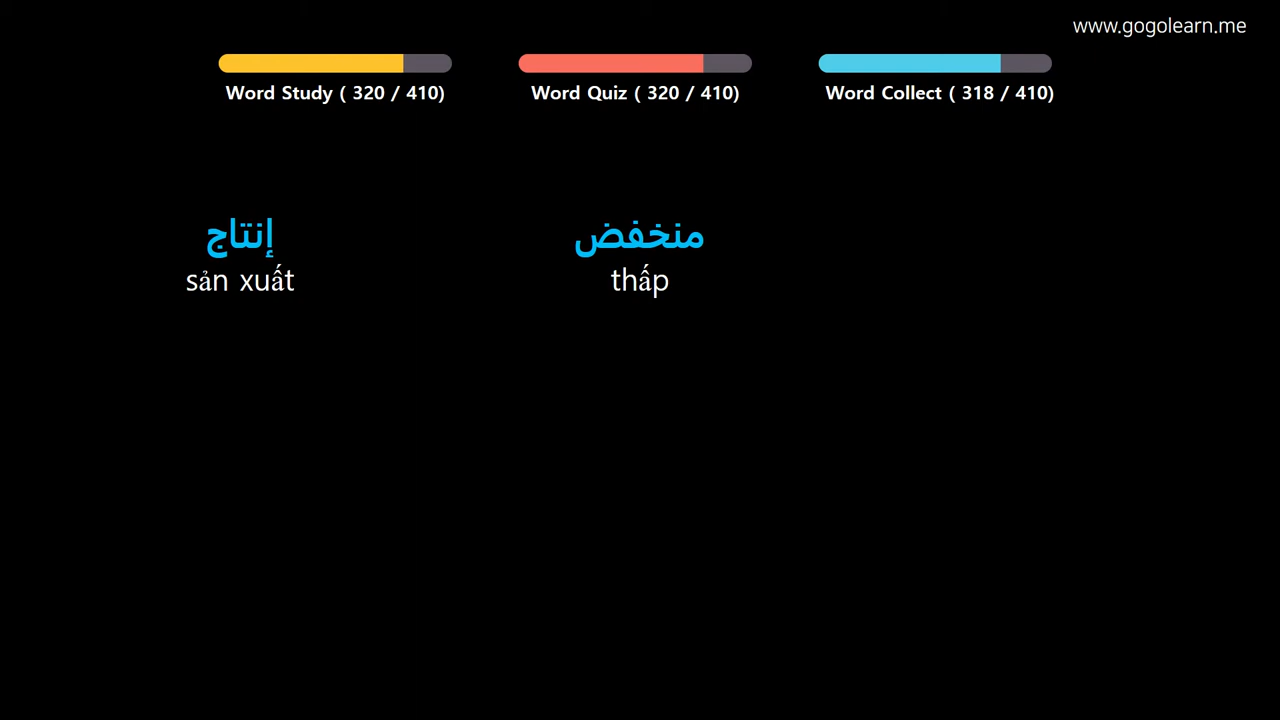 www.gogolearn.me
Word Study ( 320 / 410)
Word Quiz ( 320 / 410)
Word Collect ( 318 / 410)
إنتاج
sản xuất
منخفض
thấp